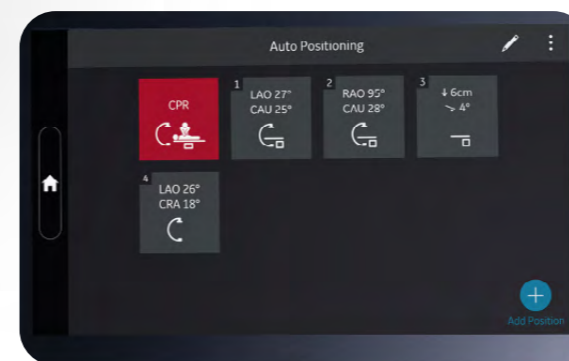 Auto Positioning
CPR
1
LAO 27°
CAU 25°
2
RAO 95°
CAU 28°
3
↓ 6cm
↘ 4°
4
LAO 26°
CRA 18°
Add Position